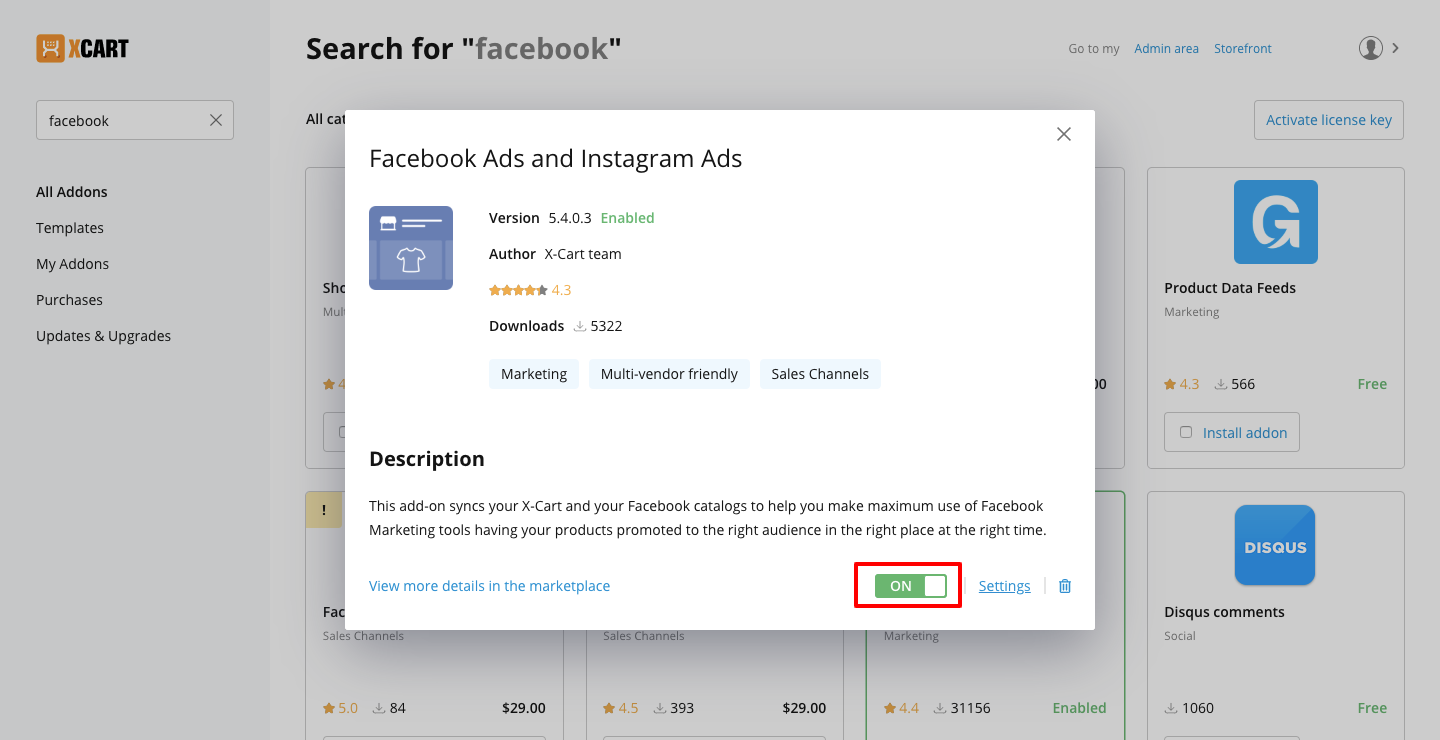 XCART
Search for "facebook"
Go to my Admin area Storefront
facebook
All cat
Activate license key
All Addons
Templates
My Addons
Purchases
Updates & Upgrades
Facebook Ads and Instagram Ads
Version 5.4.0.3 Enabled
Author X-Cart team
4.3
Downloads 5322
Marketing Multi-vendor friendly Sales Channels
Description
This add-on syncs your X-Cart and your Facebook catalogs to help you make maximum use of Facebook
Marketing tools having your products promoted to the right audience in the right place at the right time.
View more details in the marketplace
ON
Settings
Sho
Mul
4
00
G
Product Data Feeds
Marketing
4.3 566 Free
Install addon
!
Fac
Sales Channels
5.0 84 $29.00
Sales Channels
4.5 393 $29.00
Marketing
4.4 31156 Enabled
DISQUS
Disqus comments
Social
1060 Free